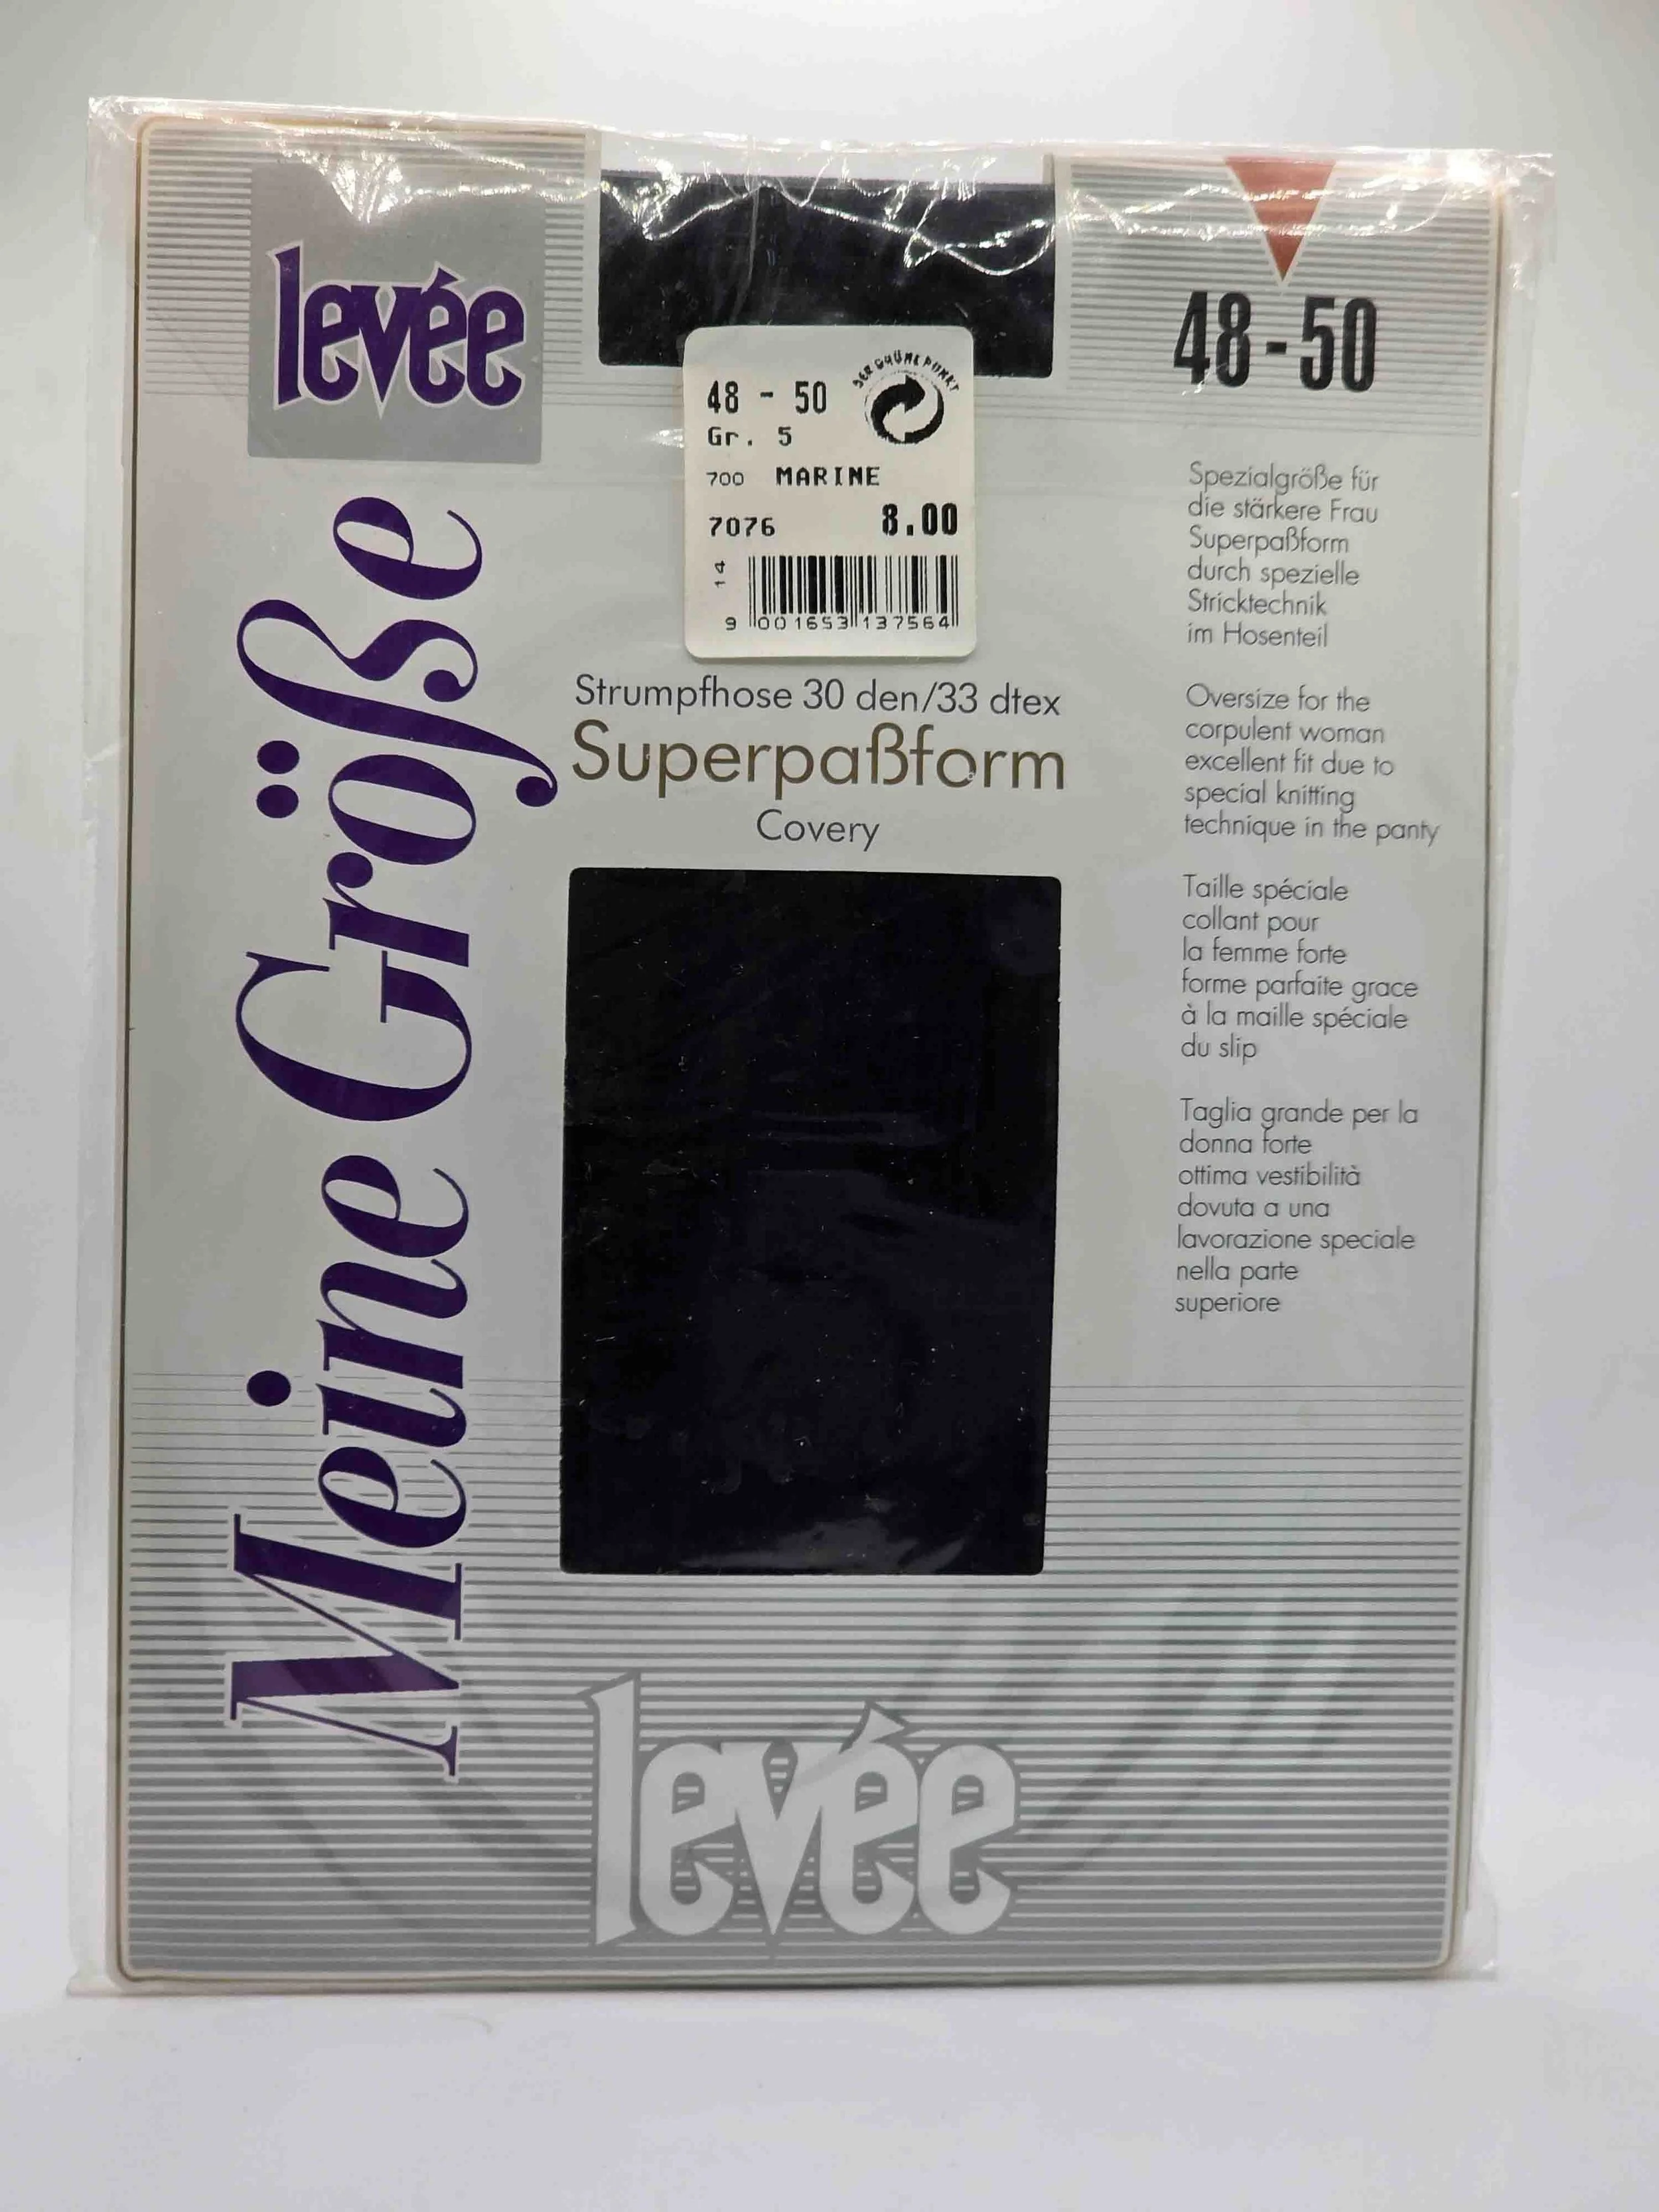 levée
48-50
48 - 50
DER GRÜNE PUNKT
Gr. 5
700 MARINE
7076 8.00
14
9 001653 137564
Meine Größe
Strumpfhose 30 den/33 dtex
Superpaßform
Covery
Spezialgröße für
die stärkere Frau
Superpaßform
durch spezielle
Stricktechnik
im Hosenteil
Oversize for the
corpulent woman
excellent fit due to
special knitting
technique in the panty
Taille spéciale
collant pour
la femme forte
forme parfaite grace
à la maille spéciale
du slip
Taglia grande per la
donna forte
ottima vestibilità
dovuta a una
lavorazione speciale
nella parte
superiore
levée